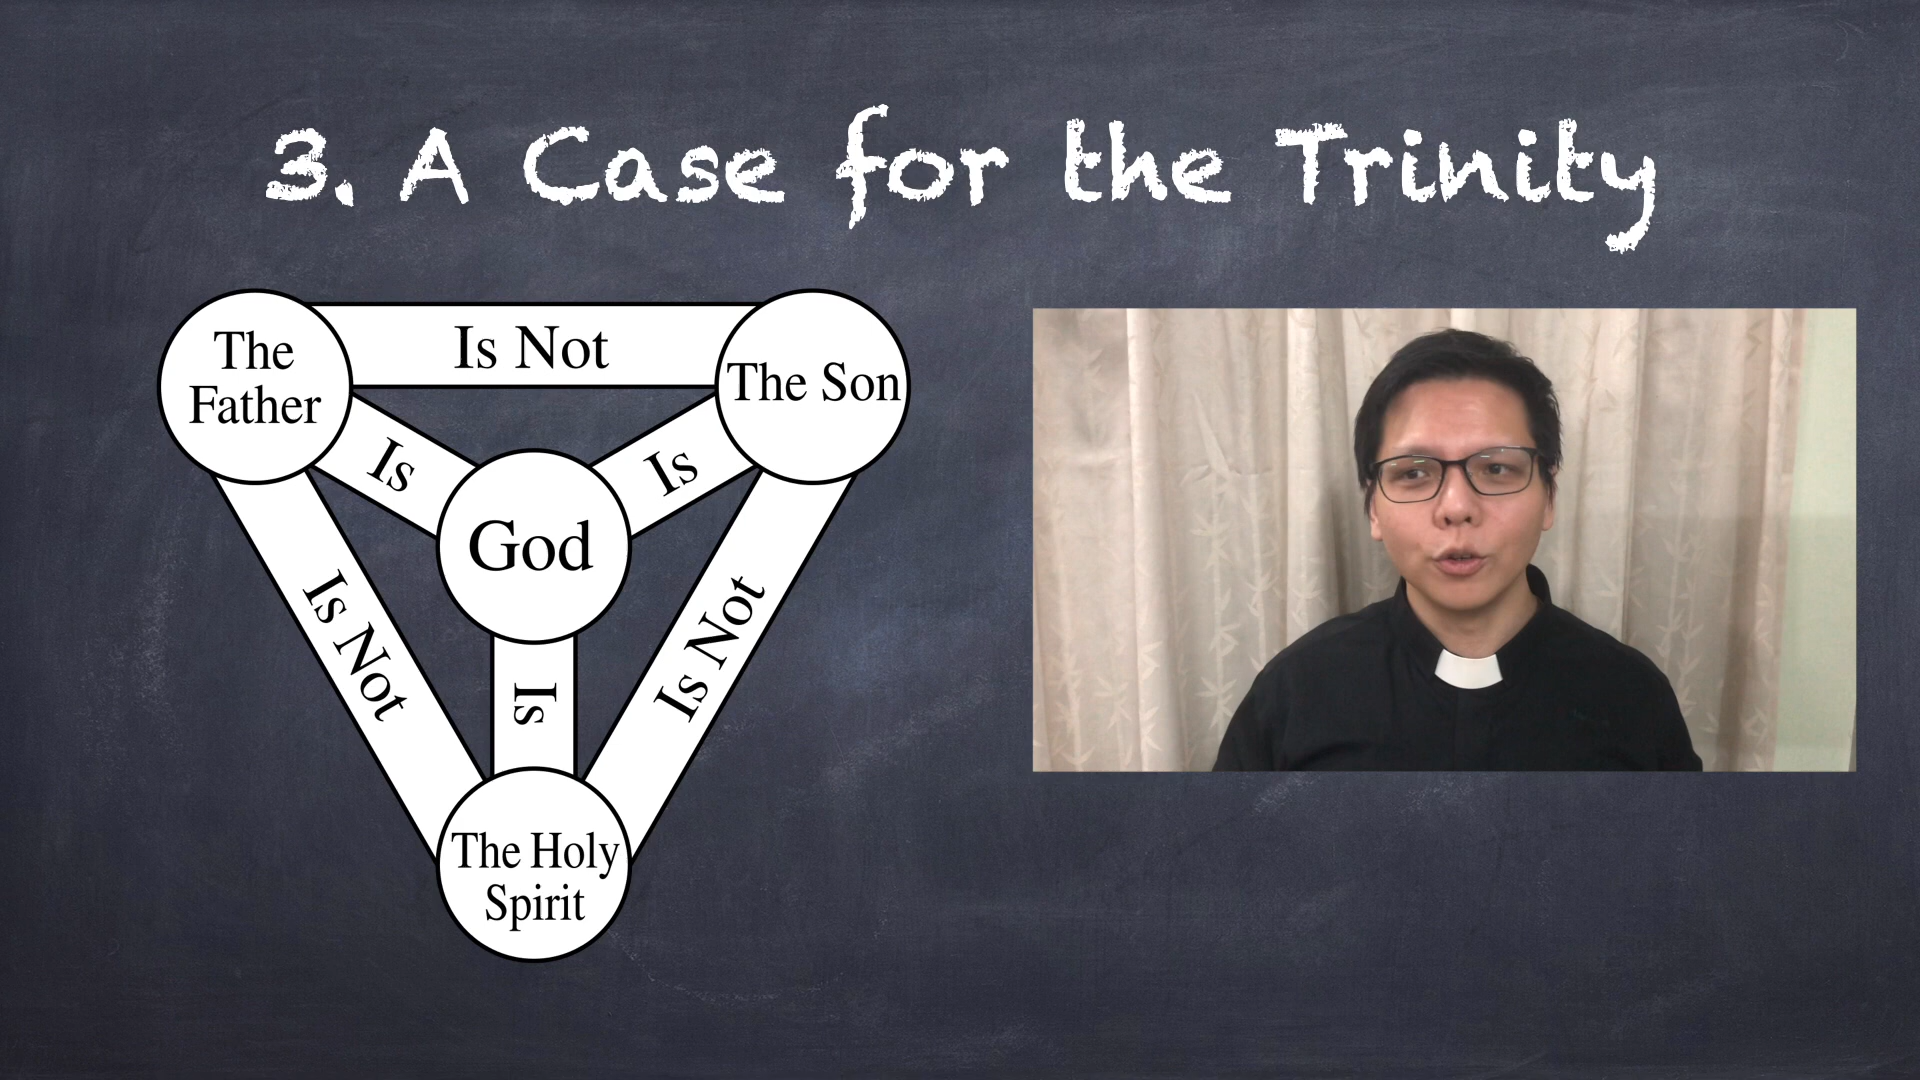 3. A Case for the Trinity
The
Father
Is Not
The Son
Is
Is
God
Is Not
Is
Is Not
The Holy
Spirit